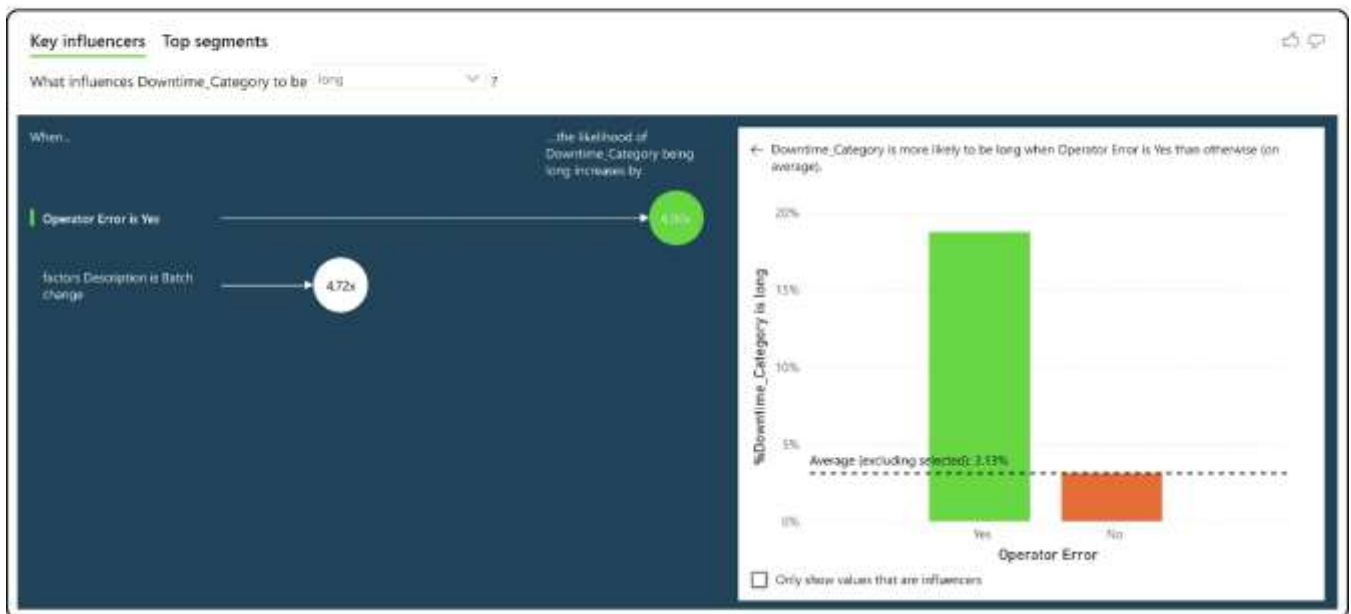 Key influencers Top segments
What influences Downtime_Category to be long ?
When...
...the likelihood of
Downtime_Category being
long increases by
Operator Error is Yes
factors Description is Batch
change
4.72x
← Downtime_Category is more likely to be long when Operator Error is Yes than otherwise (on
average).
%Downtime_Category is long
20%
15%
10%
5%
0%
Average (excluding selected): 3.13%
Yes
No
Operator Error
Only show values that are influencers